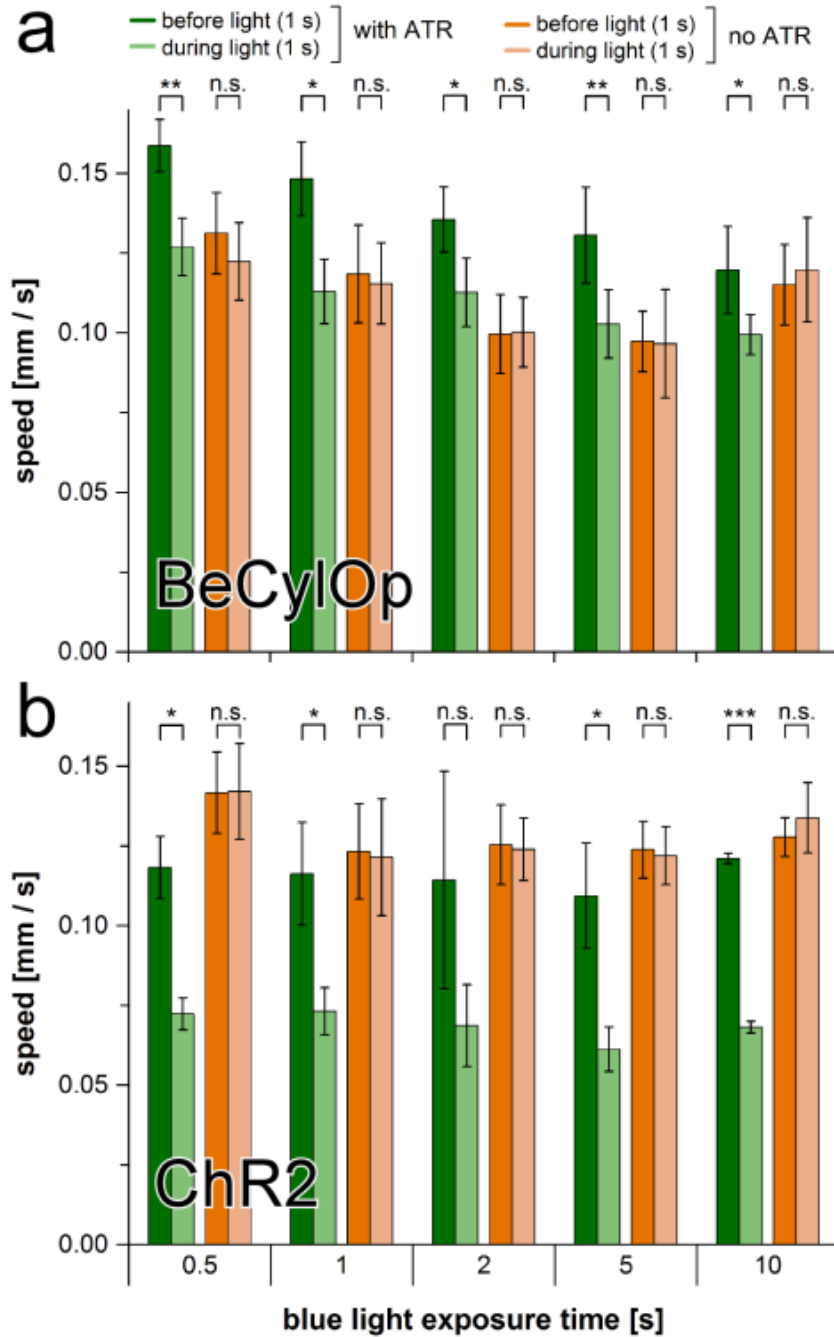 a
before light (1 s)
during light (1 s)
with ATR
before light (1 s)
during light (1 s)
no ATR
** n.s. * n.s. * n.s. ** n.s. * n.s.
0.15
0.10
0.05
0.00
speed [mm / s]
BeCylOp
b
* n.s. * n.s. n.s. n.s. * n.s. *** n.s.
0.15
0.10
0.05
0.00
speed [mm / s]
ChR2
0.5 1 2 5 10
blue light exposure time [s]